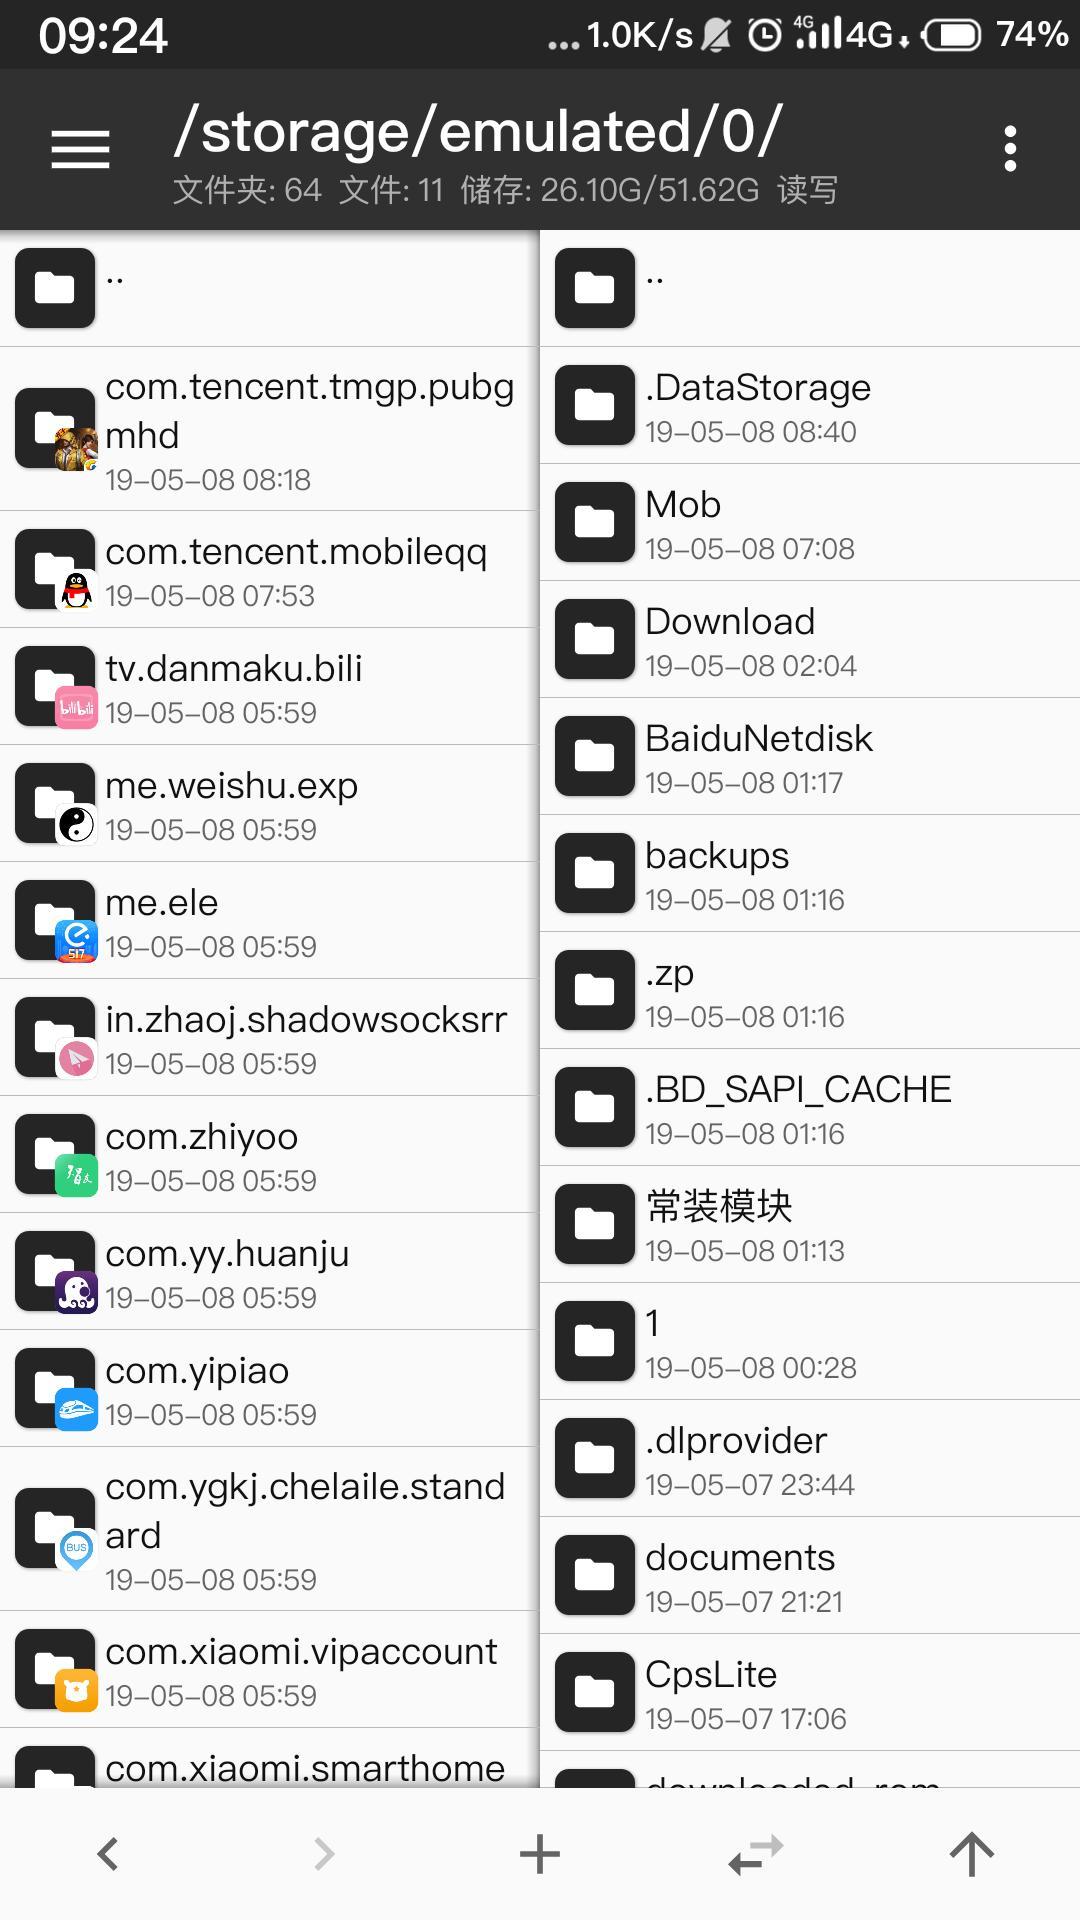 09:24
... 1.0K/s 4G 4G 74%
/storage/emulated/0/
文件夹: 64 文件: 11 储存: 26.10G/51.62G 读写
..
com.tencent.tmgp.pubg
mhd
19-05-08 08:18
com.tencent.mobileqq
19-05-08 07:53
tv.danmaku.bili
bilibili
19-05-08 05:59
me.weishu.exp
19-05-08 05:59
me.ele
517
19-05-08 05:59
in.zhaoj.shadowsocksrr
19-05-08 05:59
com.zhiyoo
19-05-08 05:59
com.yy.huanju
19-05-08 05:59
com.yipiao
19-05-08 05:59
com.ygkj.chelaile.stand
ard
BUS
19-05-08 05:59
com.xiaomi.vipaccount
19-05-08 05:59
com.xiaomi.smarthome
..
.DataStorage
19-05-08 08:40
Mob
19-05-08 07:08
Download
19-05-08 02:04
BaiduNetdisk
19-05-08 01:17
backups
19-05-08 01:16
.zp
19-05-08 01:16
.BD_SAPI_CACHE
19-05-08 01:16
常装模块
19-05-08 01:13
1
19-05-08 00:28
.dlprovider
19-05-07 23:44
documents
19-05-07 21:21
CpsLite
19-05-07 17:06
downloaded_rom